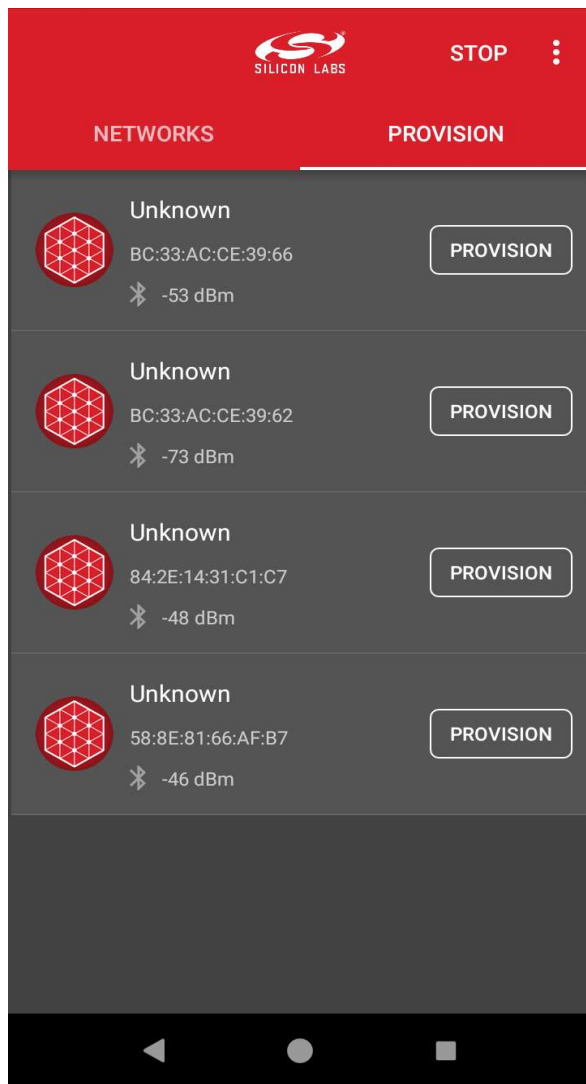 SILICON LABS
STOP
NETWORKS
PROVISION
Unknown
BC:33:AC:CE:39:66
PROVISION
-53 dBm
Unknown
BC:33:AC:CE:39:62
PROVISION
-73 dBm
Unknown
84:2E:14:31:C1:C7
PROVISION
-48 dBm
Unknown
58:8E:81:66:AF:B7
PROVISION
-46 dBm